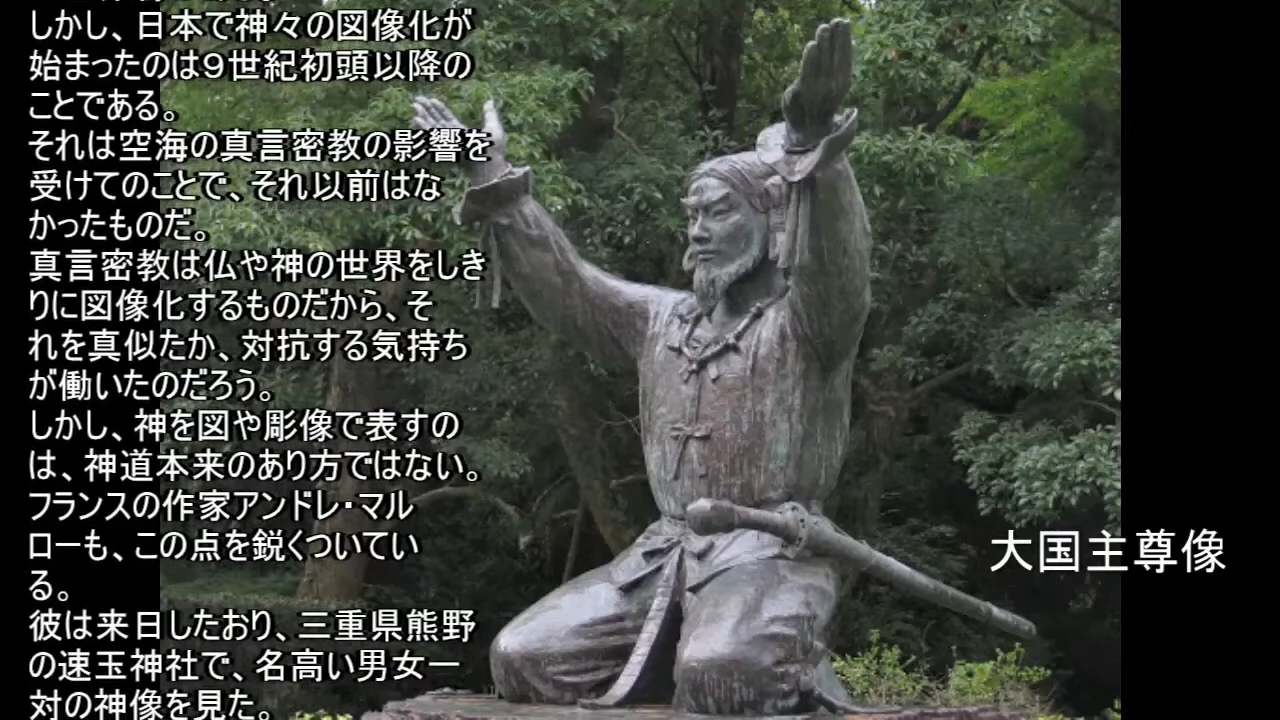 しかし、日本で神々の図像化が
始まったのは９世紀初頭以降の
ことである。
それは空海の真言密教の影響を
受けてのことで、それ以前はな
かったものだ。
真言密教は仏や神の世界をしき
りに図像化するものだから、そ
れを真似たか、対抗する気持ち
が働いたのだろう。
しかし、神を図や彫像で表すの
は、神道本来のあり方ではない。
フランスの作家アンドレ・マル
ローも、この点を鋭くついてい
る。
彼は来日したおり、三重県熊野
の速玉神社で、名高い男女一
対の神像を見た。
大国主尊像